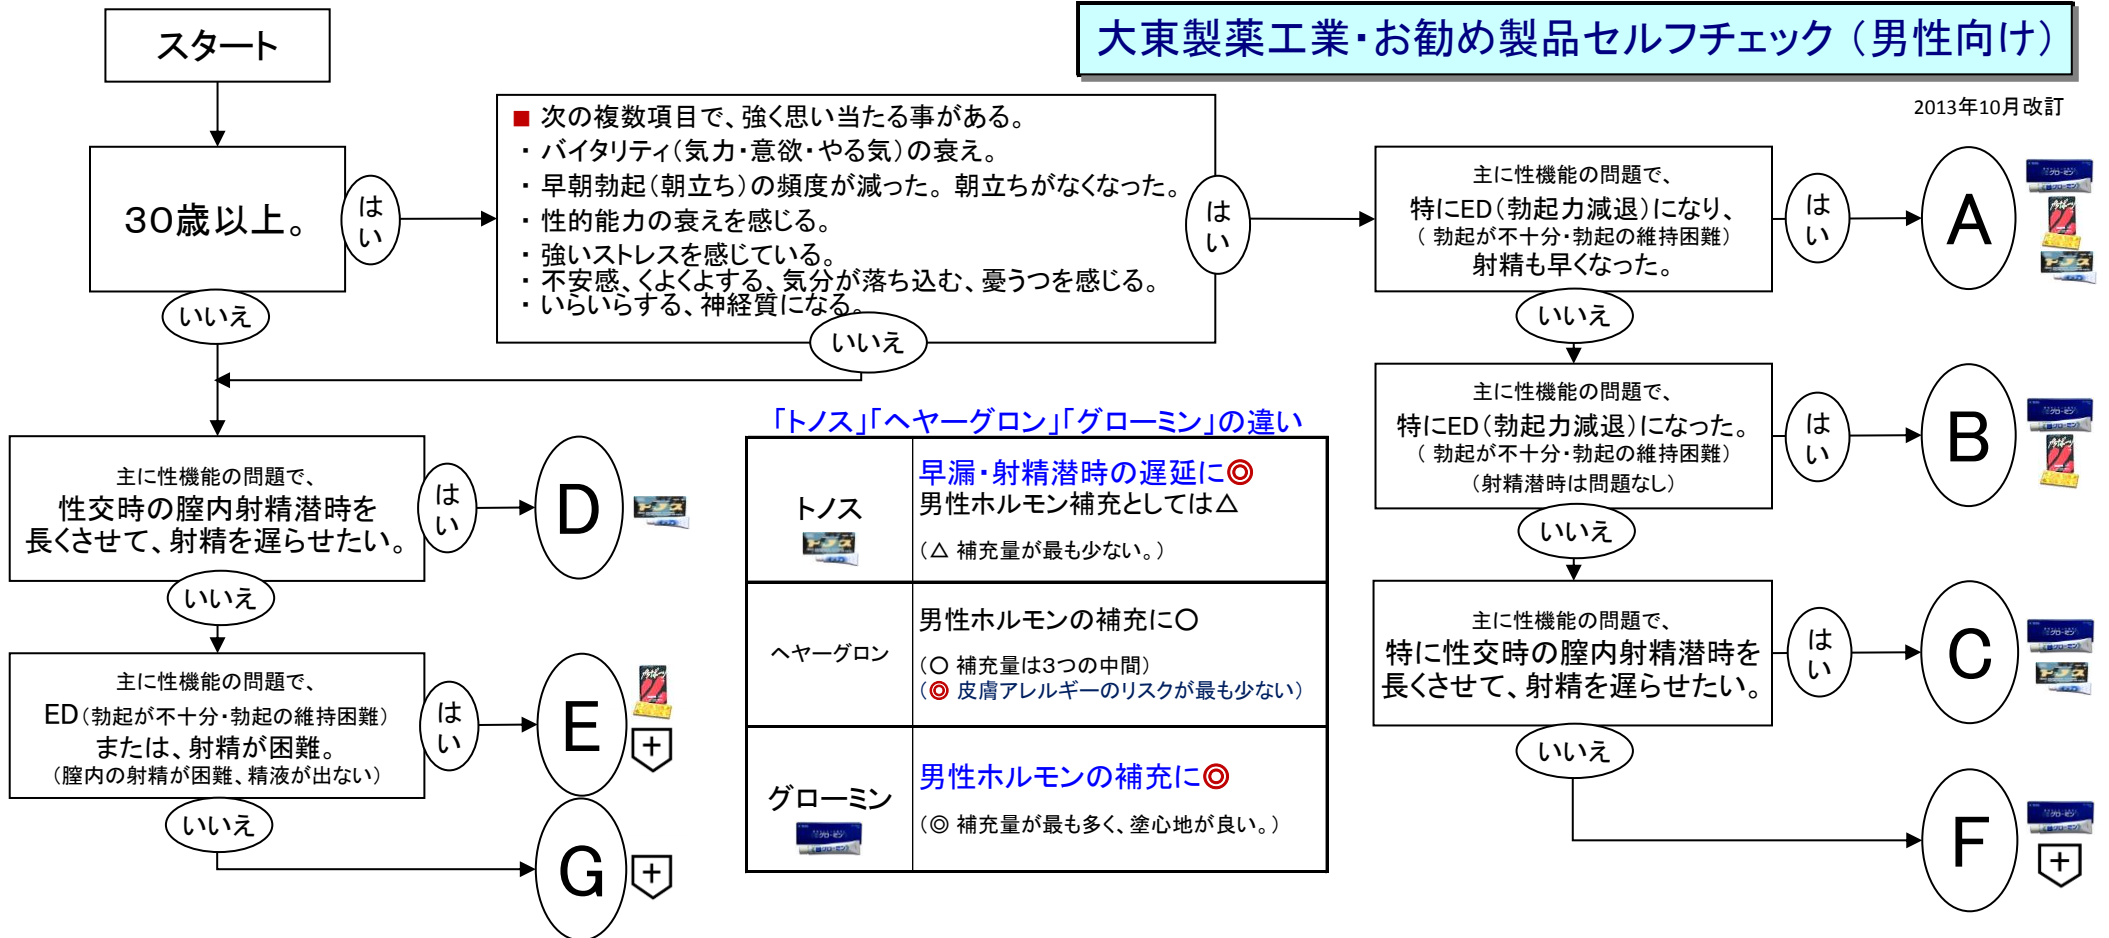 大東製薬工業・お勧め製品セルフチェック（男性向け）
2013年10月改訂
スタート
30歳以上。
はい
いいえ
■ 次の複数項目で、強く思い当たる事がある。
・ バイタリティ（気力・意欲・やる気）の衰え。
・ 早朝勃起（朝立ち）の頻度が減った。朝立ちがなくなった。
・ 性的能力の衰えを感じる。
・ 強いストレスを感じている。
・ 不安感、くよくよする、気分が落ち込む、憂うつを感じる。
・ いらいらする、神経質になる。
はい
いいえ
主に性機能の問題で、
特にED（勃起力減退）になり、
（ 勃起が不十分・勃起の維持困難）
射精も早くなった。
はい
A
いいえ
主に性機能の問題で、
特にED（勃起力減退）になった。
（ 勃起が不十分・勃起の維持困難）
（射精潜時は問題なし）
はい
B
いいえ
主に性機能の問題で、
特に性交時の膣内射精潜時を
長くさせて、射精を遅らせたい。
はい
C
いいえ
F
主に性機能の問題で、
性交時の膣内射精潜時を
長くさせて、射精を遅らせたい。
はい
D
いいえ
主に性機能の問題で、
ED（勃起が不十分・勃起の維持困難）
または、射精が困難。
（膣内の射精が困難、精液が出ない）
はい
E
いいえ
G
「トノス」「ヘヤーグロン」「グローミン」の違い
トノス
早漏・射精潜時の遅延に◎
男性ホルモン補充としては△
（△ 補充量が最も少ない。）
ヘヤーグロン
男性ホルモンの補充に〇
（〇 補充量は3つの中間）
（◎ 皮膚アレルギーのリスクが最も少ない）
グローミン
男性ホルモンの補充に◎
（◎ 補充量が最も多く、塗心地が良い。）